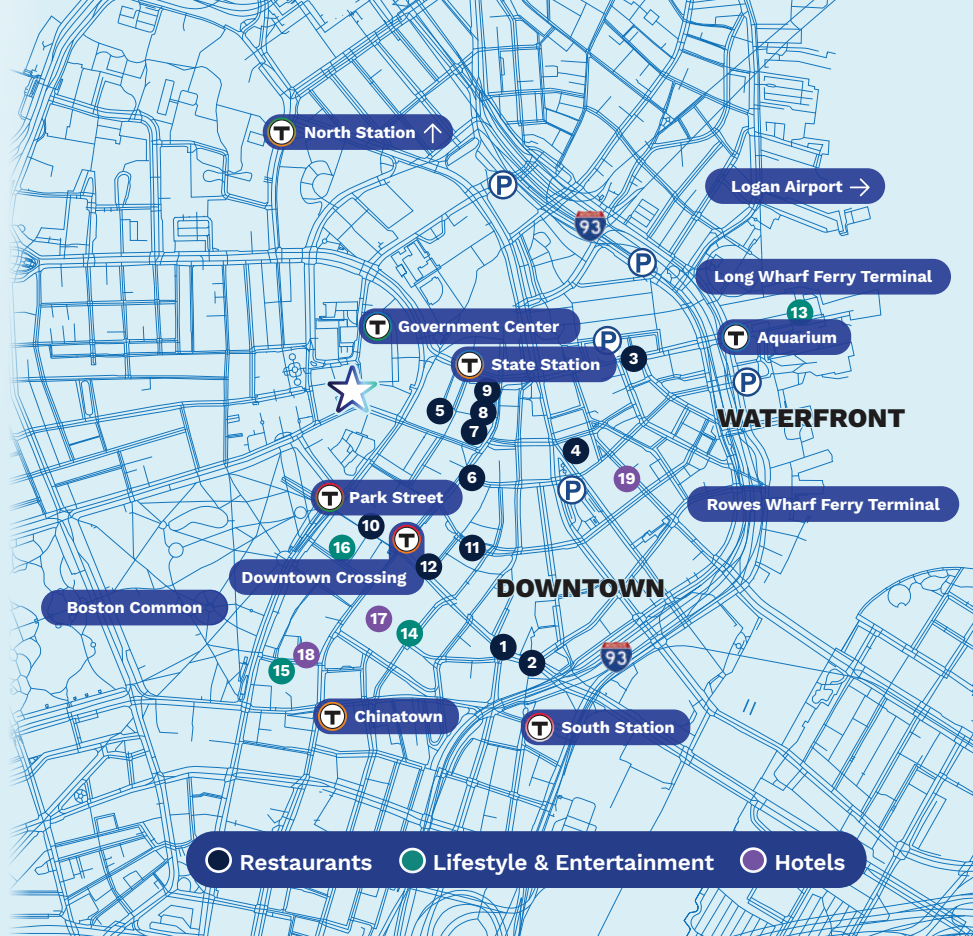 T North Station ↑
P
Logan Airport →
93
P
Long Wharf Ferry Terminal
13
T Government Center
P
T Aquarium
T State Station
3
P
9
5
8
WATERFRONT
7
4
6
19
P
T Park Street
Rowes Wharf Ferry Terminal
10
T
16
11
12
Downtown Crossing
DOWNTOWN
Boston Common
17
14
1
18
2
93
15
T Chinatown
T South Station
Restaurants Lifestyle & Entertainment Hotels